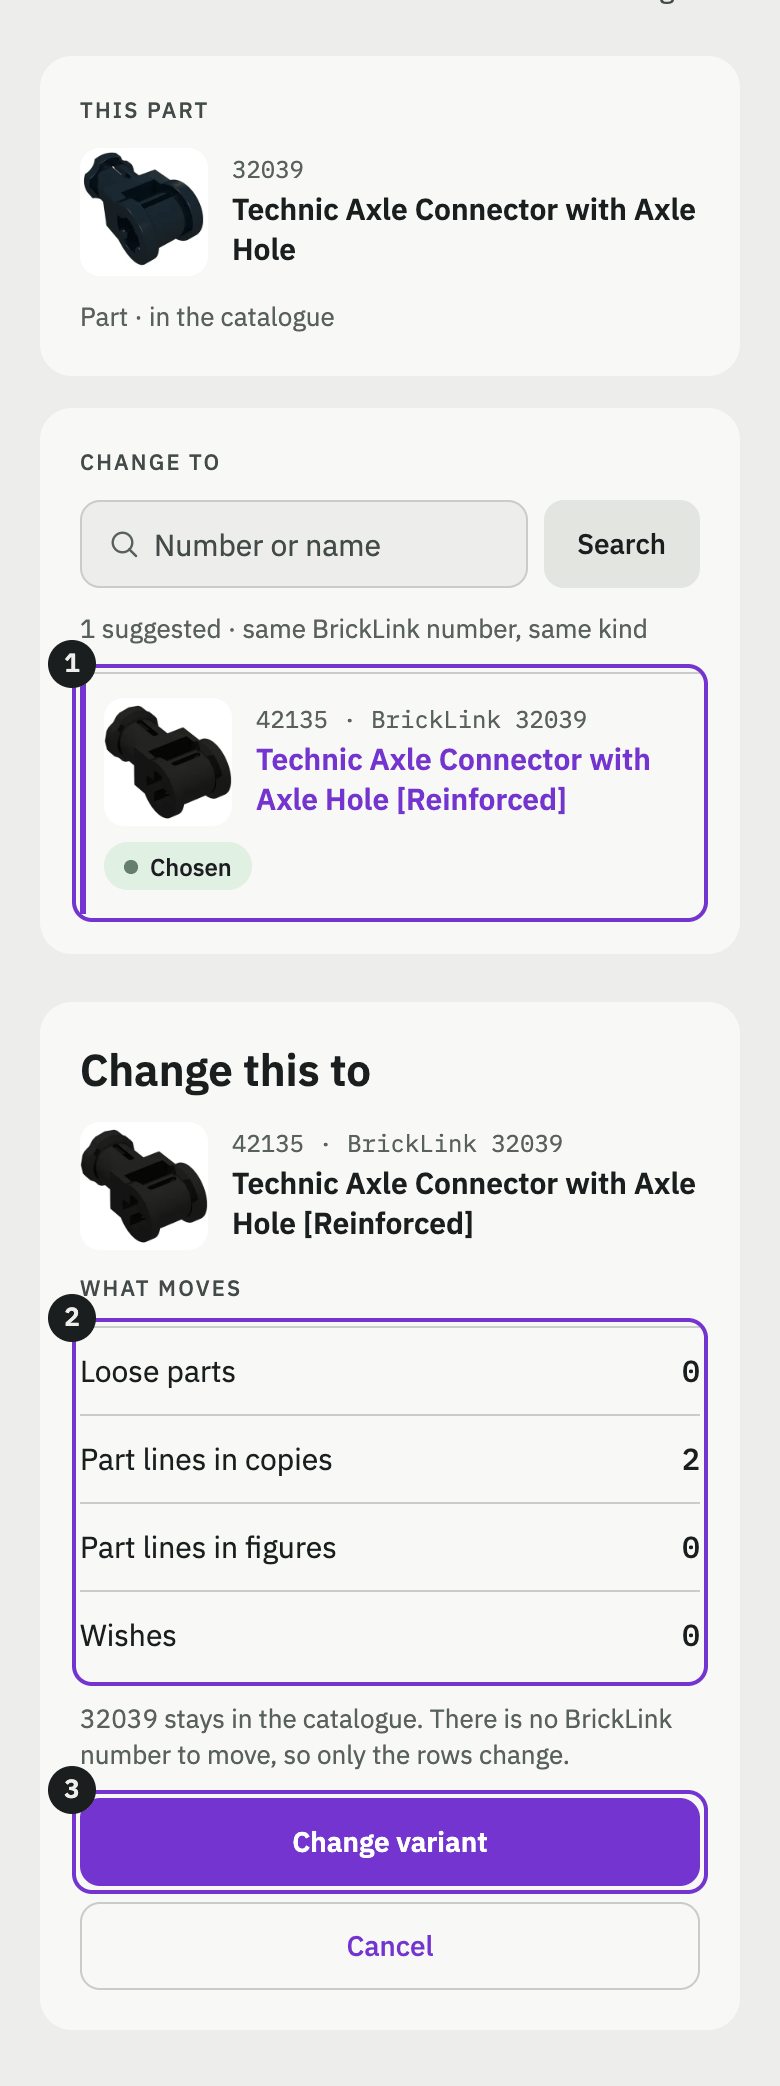 THIS PART
32039
Technic Axle Connector with Axle
Hole
Part · in the catalogue
CHANGE TO
Number or name
Search
1 suggested · same BrickLink number, same kind
1
42135 · BrickLink 32039
Technic Axle Connector with
Axle Hole [Reinforced]
Chosen
Change this to
42135 · BrickLink 32039
Technic Axle Connector with Axle
Hole [Reinforced]
WHAT MOVES
2
Loose parts 0
Part lines in copies 2
Part lines in figures 0
Wishes 0
32039 stays in the catalogue. There is no BrickLink
number to move, so only the rows change.
3
Change variant
Cancel